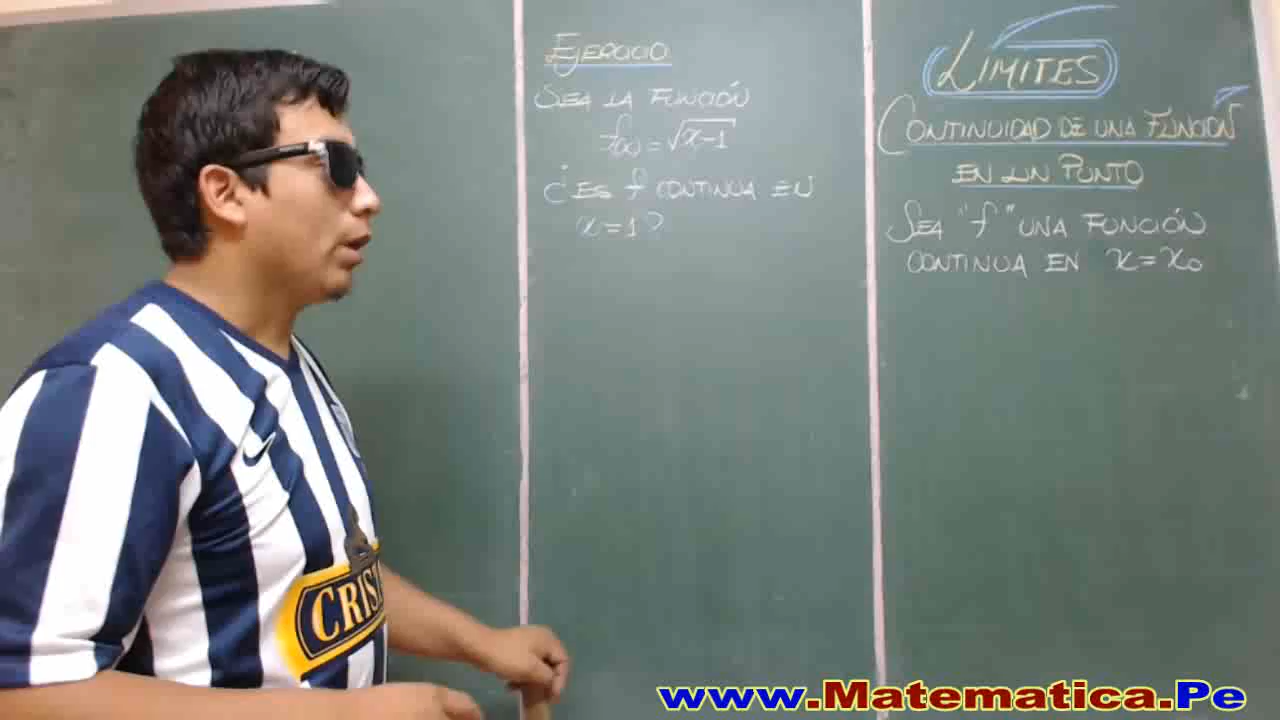 EJERCICIO
SEA LA FUNCIÓN
f(x) = √x-1
¿ES f CONTINUA EN
x=1?
LÍMITES
CONTINUIDAD DE UNA FUNCIÓN
EN UN PUNTO
SEA "f" UNA FUNCIÓN
CONTINUA EN x=x₀
CRIS
www.Matematica.Pe